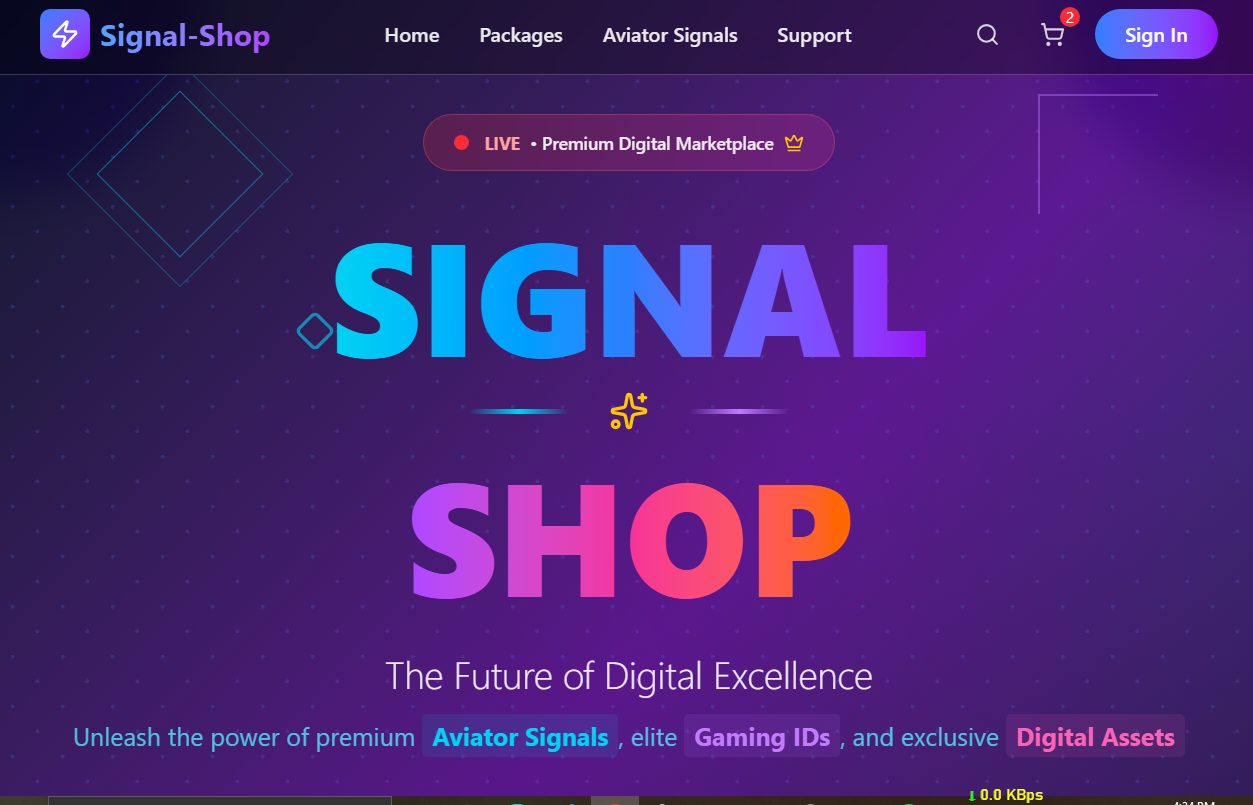 Signal-Shop
Home Packages Aviator Signals Support
2
Sign In
LIVE • Premium Digital Marketplace
SIGNAL
SHOP
The Future of Digital Excellence
Unleash the power of premium Aviator Signals , elite Gaming IDs , and exclusive Digital Assets
0.0 KBps